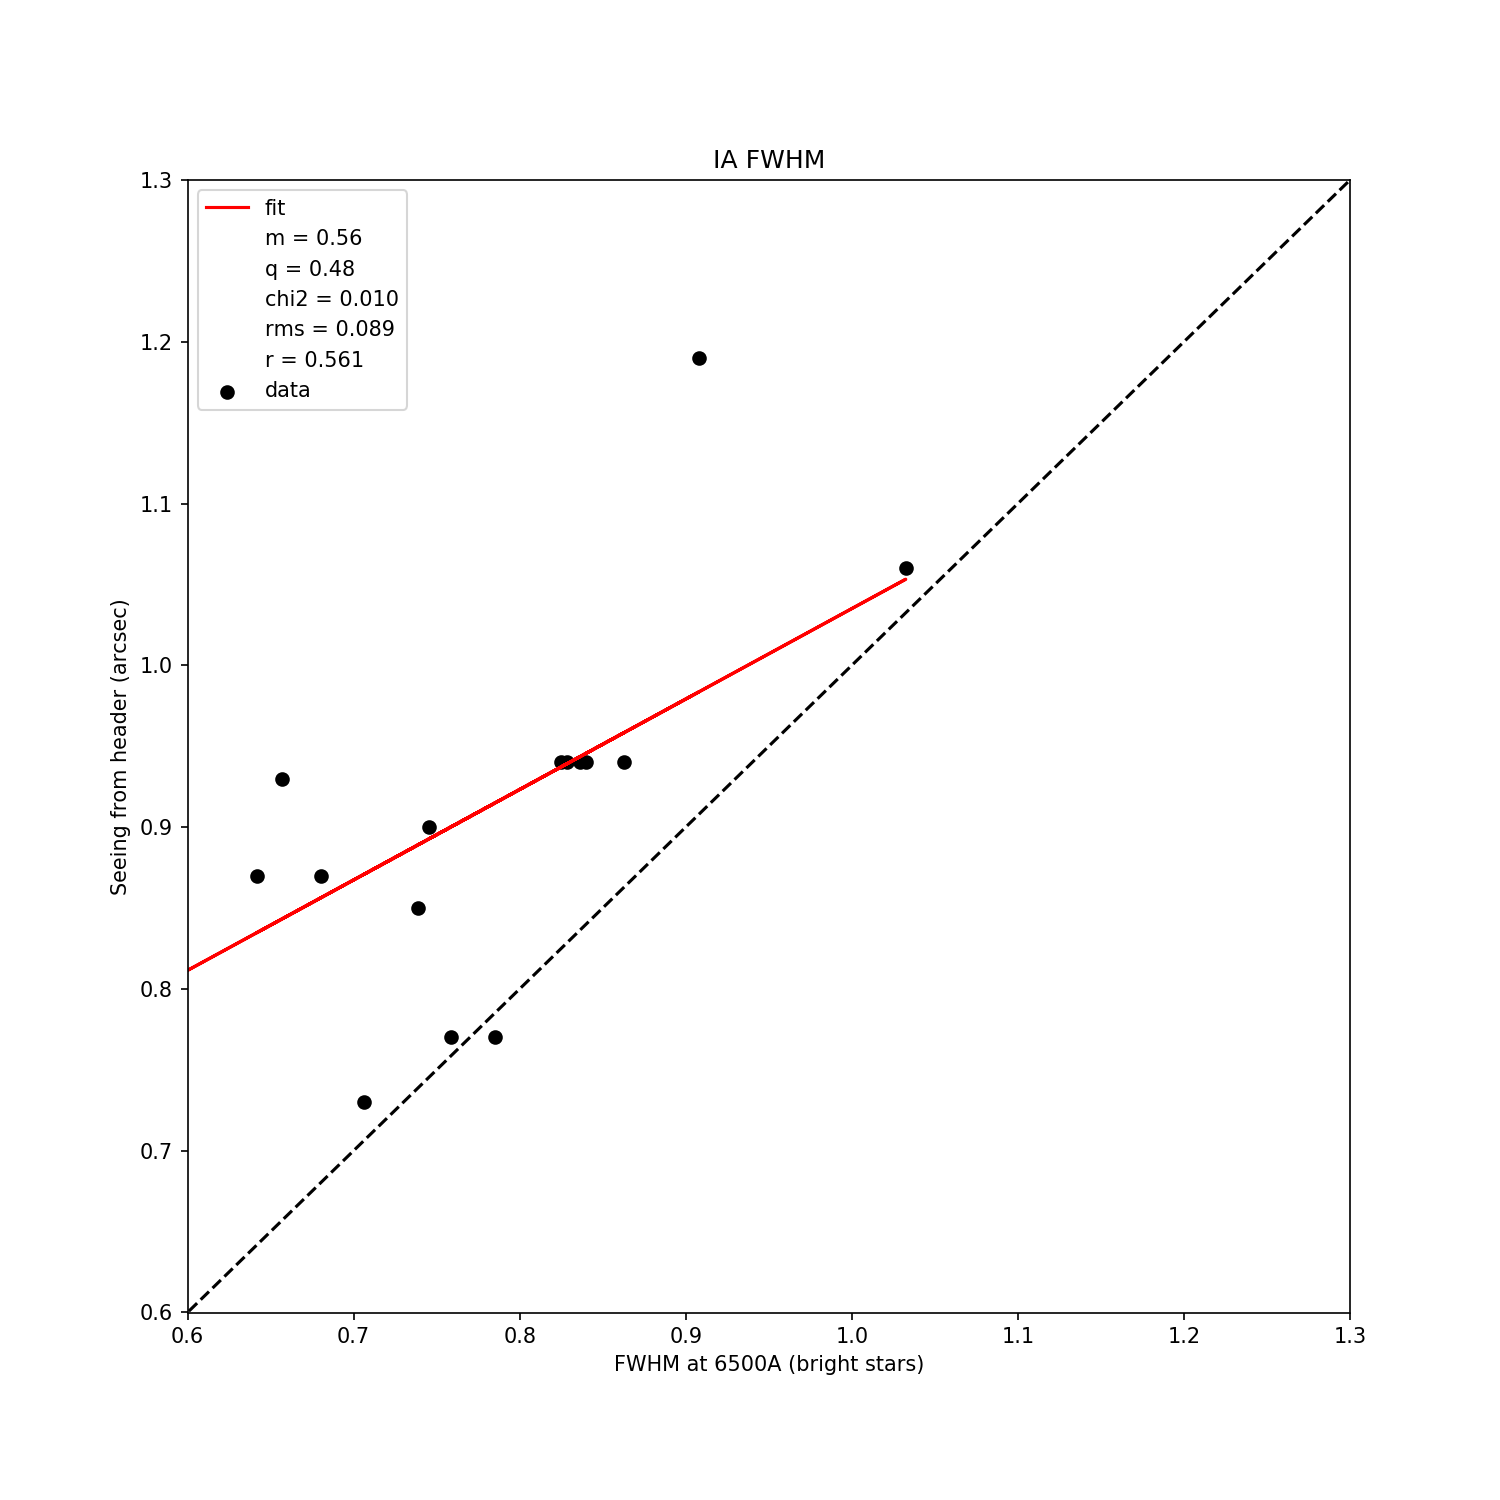 IA FWHM
fit
m = 0.56
q = 0.48
chi2 = 0.010
rms = 0.089
r = 0.561
data
Seeing from header (arcsec)
1.3
1.2
1.1
1.0
0.9
0.8
0.7
0.6
0.6 0.7 0.8 0.9 1.0 1.1 1.2 1.3
FWHM at 6500A (bright stars)